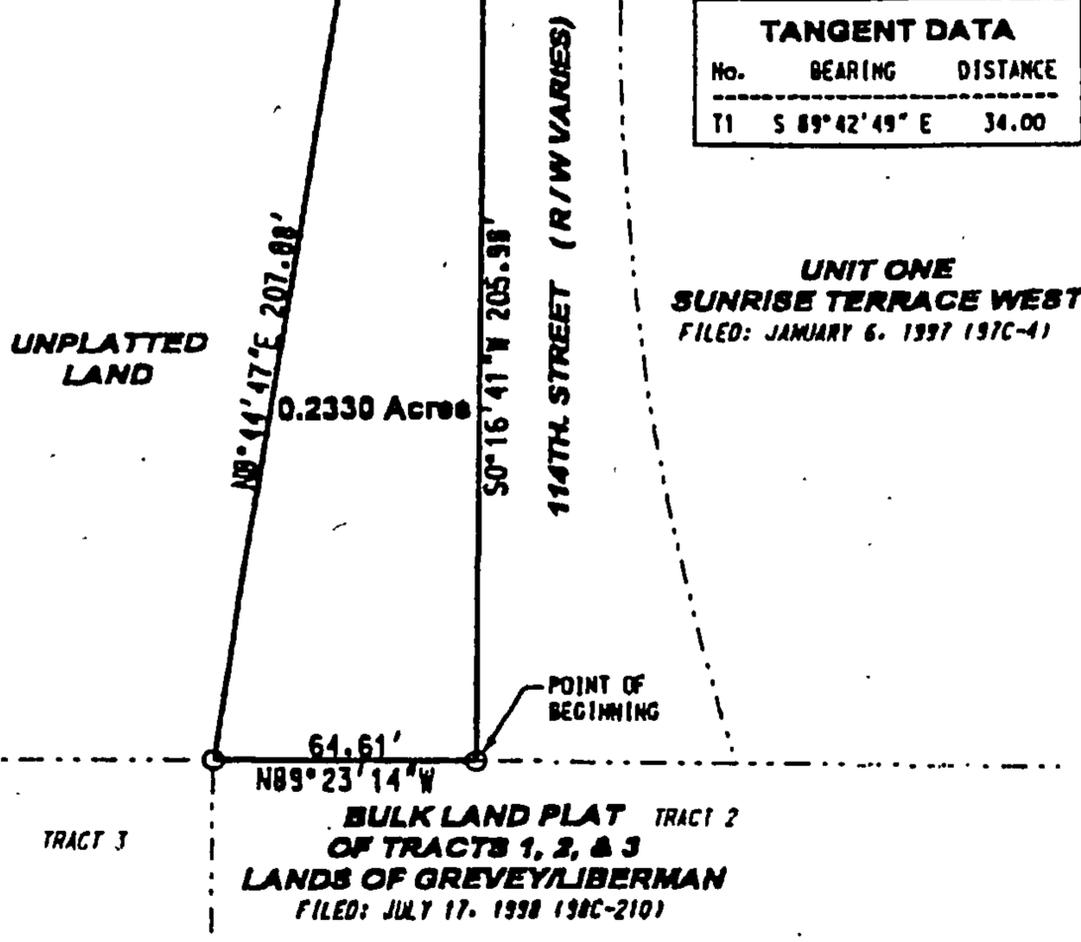 TANGENT DATA
No. BEARING DISTANCE
T1 S 89°42'49" E 34.00
114TH. STREET (R/W VARIES)
UNIT ONE
SUNRISE TERRACE WEST
FILED: JANUARY 6. 1997 (97C-4)
UNPLATTED
LAND
N8°44'47"E 207.88'
0.2330 Acres
S0°16'41"W 205.98'
POINT OF
BEGINNING
64.61'
N89°23'14"W
TRACT 3
BULK LAND PLAT TRACT 2
OF TRACTS 1, 2, & 3
LANDS OF GREVEY/LIBERMAN
FILED: JULY 17. 1998 (98C-210)